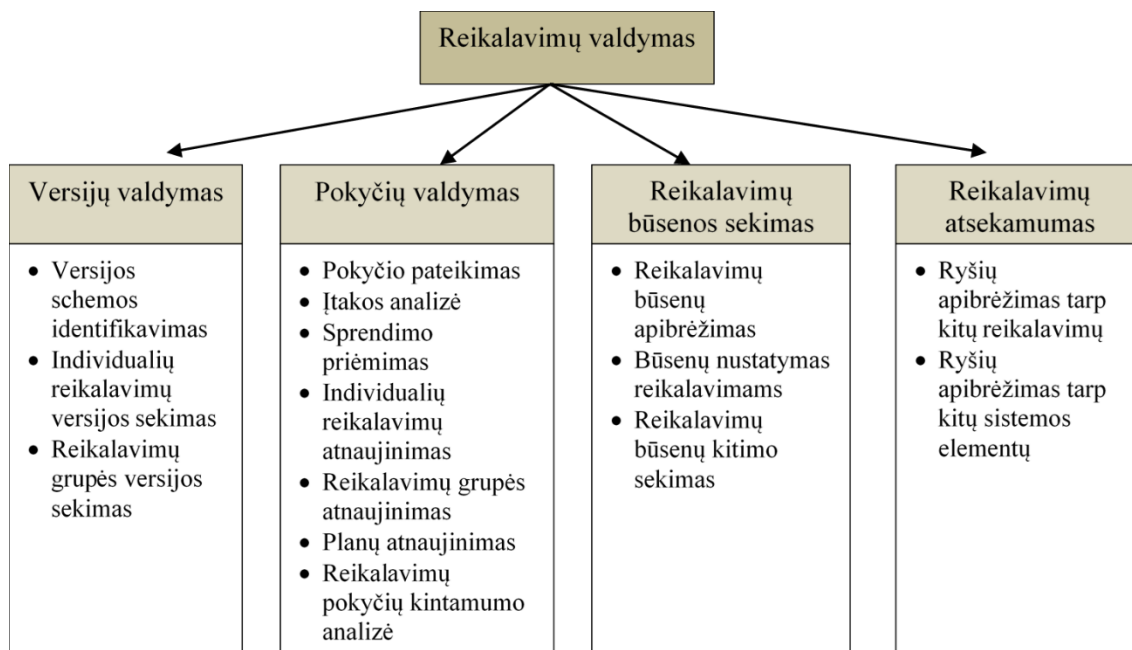 Reikalavimų valdymas
Versijų valdymas
• Versijos
schemos
identifikavimas
• Individualių
reikalavimų
versijos sekimas
• Reikalavimų
grupės versijos
sekimas
Pokyčių valdymas
• Pokyčio pateikimas
• Įtakos analizė
• Sprendimo
priėmimas
• Individualių
reikalavimų
atnaujinimas
• Reikalavimų grupės
atnaujinimas
• Planų atnaujinimas
• Reikalavimų
pokyčių kintamumo
analizė
Reikalavimų
būsenos sekimas
• Reikalavimų
būsenų
apibrėžimas
• Būsenų nustatymas
reikalavimams
• Reikalavimų
būsenų kitimo
sekimas
Reikalavimų
atsekamumas
• Ryšių
apibrėžimas tarp
kitų reikalavimų
• Ryšių
apibrėžimas tarp
kitų sistemos
elementų